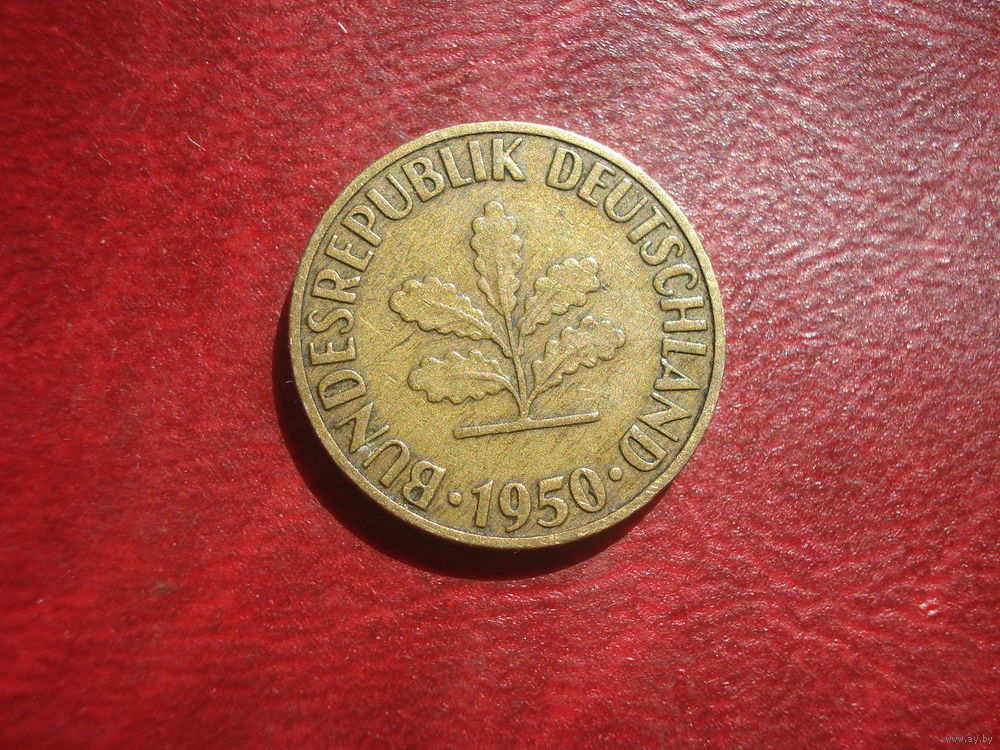 BUNDESREPUBLIK DEUTSCHLAND
· 1950 ·
www.ay.by